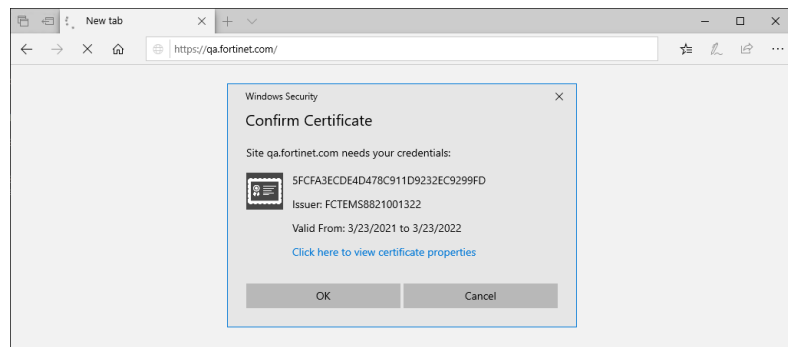 New tab
https://qa.fortinet.com/
Windows Security
Confirm Certificate
Site qa.fortinet.com needs your credentials:
5FCFA3ECDE4D478C911D9232EC9299FD
Issuer: FCTEMS8821001322
Valid From: 3/23/2021 to 3/23/2022
Click here to view certificate properties
OK Cancel